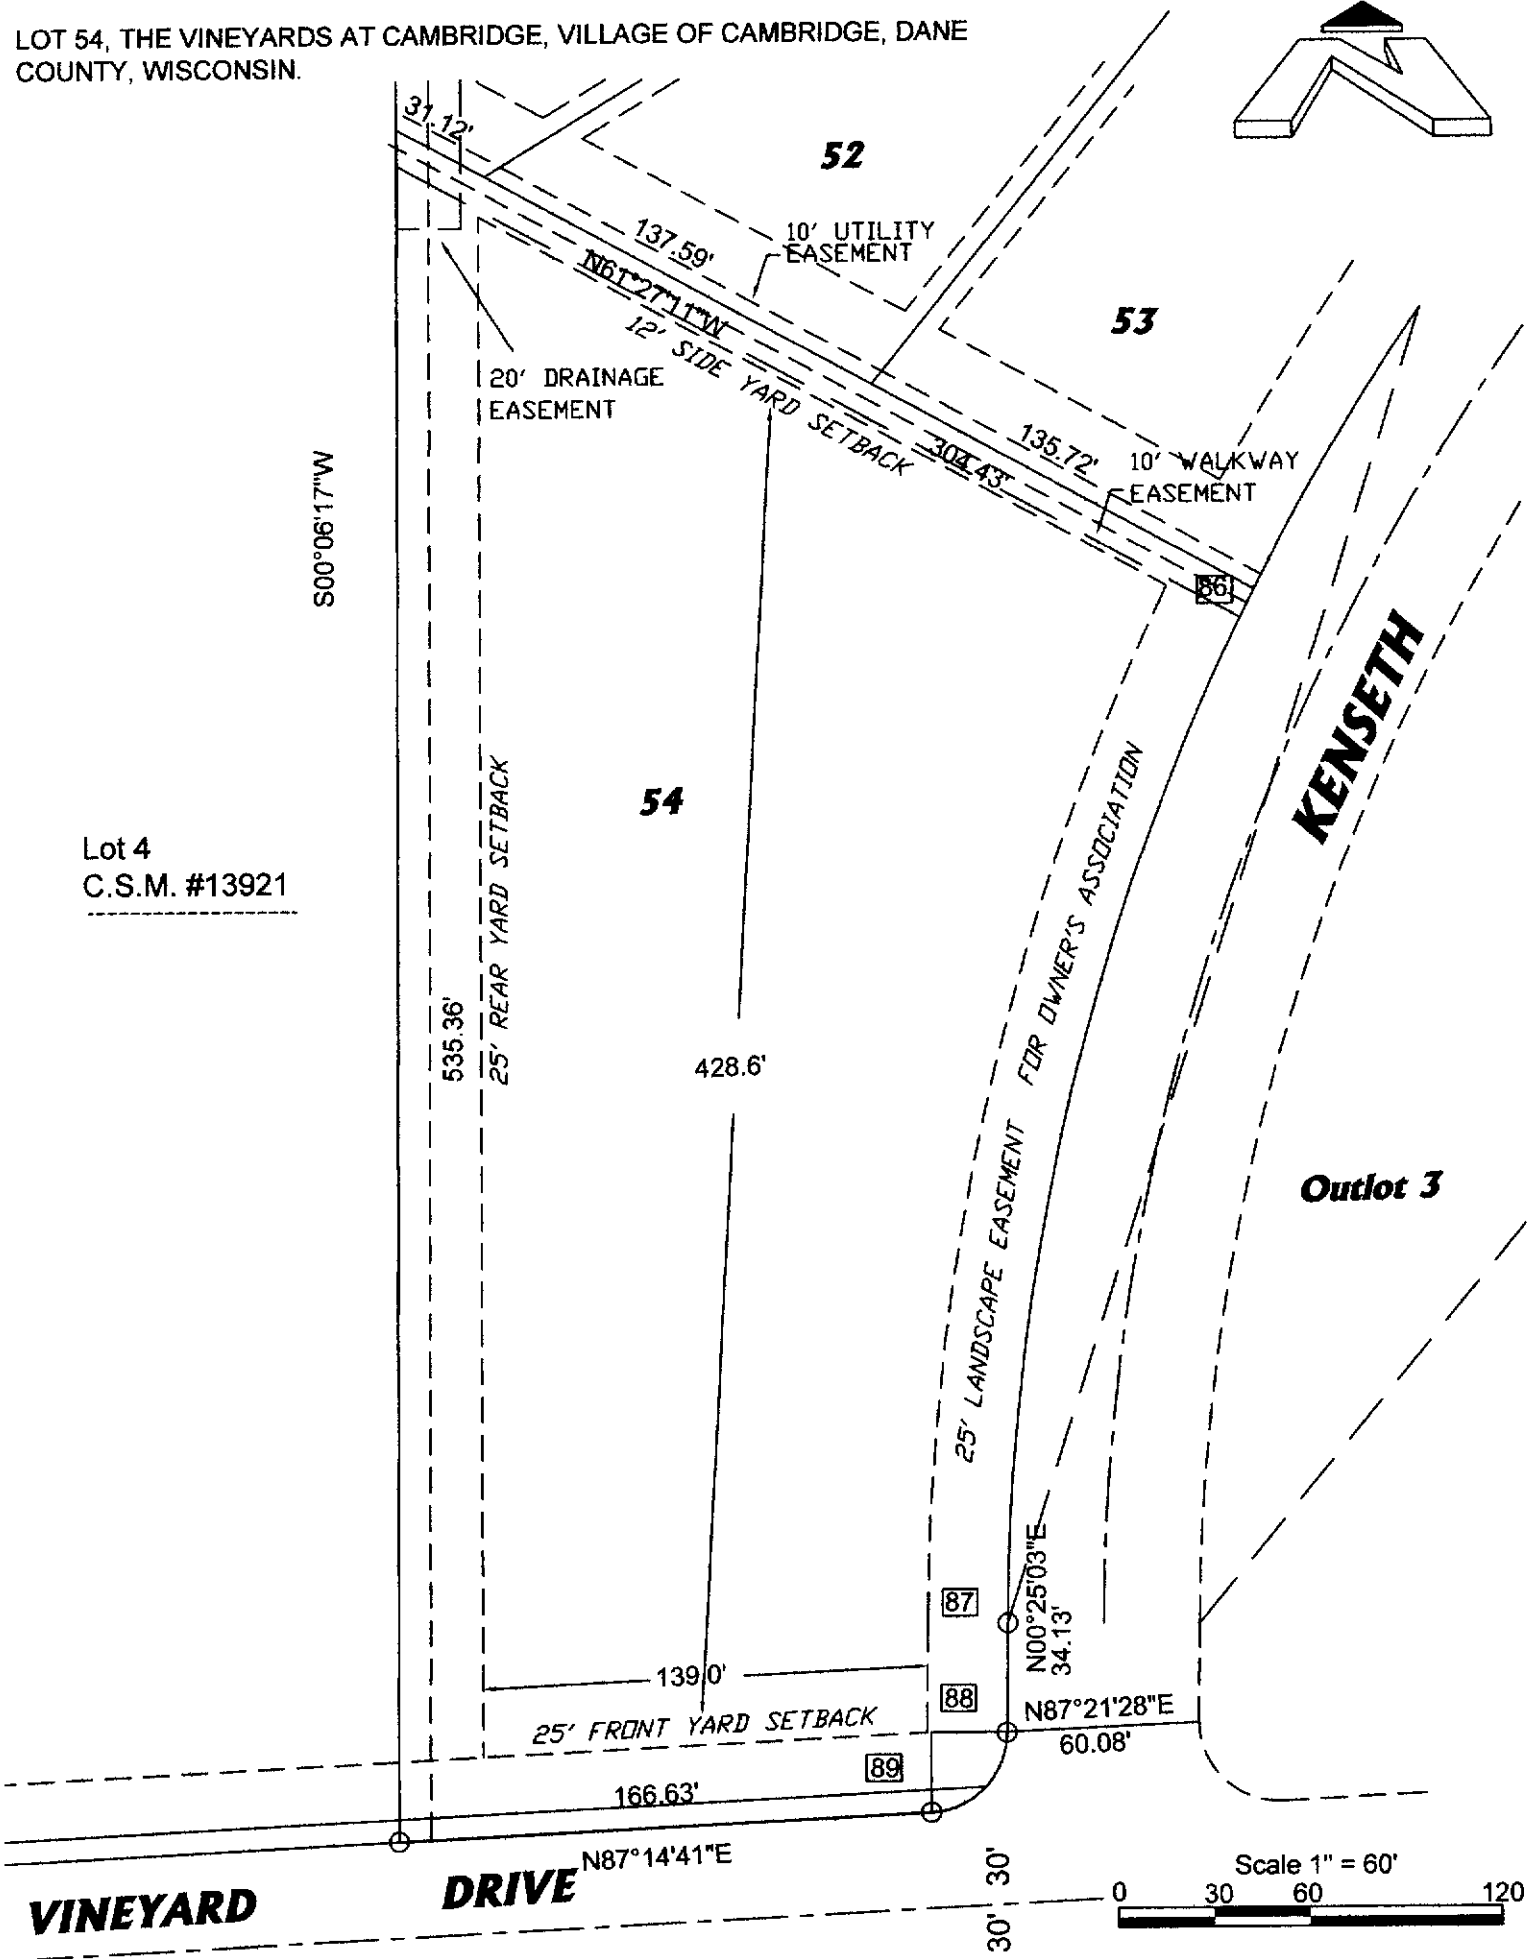 LOT 54, THE VINEYARDS AT CAMBRIDGE, VILLAGE OF CAMBRIDGE, DANE
COUNTY, WISCONSIN.
31.12'
52
137.59'
10' UTILITY
EASEMENT
N61°27'11"W
12' SIDE YARD SETBACK
53
20' DRAINAGE
EASEMENT
304.43'
135.72'
10' WALKWAY
EASEMENT
S00°06'17"W
86
KENSETH
54
Lot 4
C.S.M. #13921
535.36'
25' REAR YARD SETBACK
428.6'
25' LANDSCAPE EASEMENT FOR OWNER'S ASSOCIATION
Outlot 3
87
N00°25'03"E
34.13'
139.0'
88
N87°21'28"E
60.08'
25' FRONT YARD SETBACK
89
166.63'
N87°14'41"E
VINEYARD DRIVE
30'
30'
Scale 1" = 60'
0 30 60 120